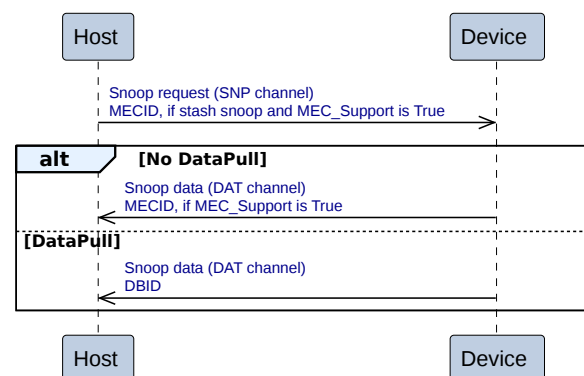 Host
Device
Snoop request (SNP channel)
MECID, if stash snoop and MEC_Support is True
alt
[No DataPull]
Snoop data (DAT channel)
MECID, if MEC_Support is True
[DataPull]
Snoop data (DAT channel)
DBID
Host
Device